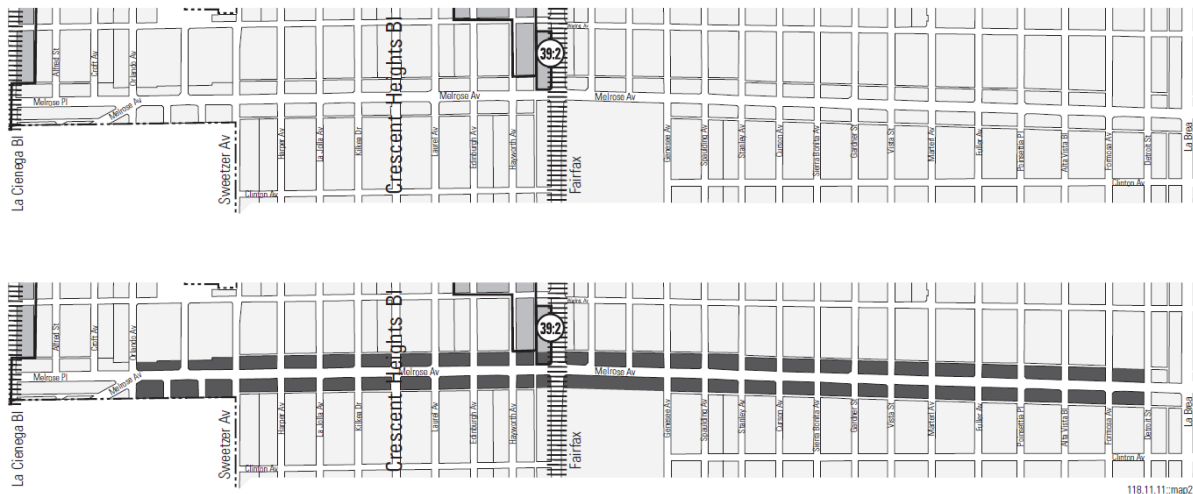 Alfred St
Croft Av
Orlando Av
Crescent Heights Bl
39:2
Melrose Pl
Melrose Av
Melrose Av
Melrose Av
La Cienega Bl
Sweetzer Av
Harper Av
La Jolla Av
Kilkea Dr
Laurel Av
Edinburgh Av
Hayworth Av
Fairfax
Genesee Av
Spaulding Av
Stanley Av
Curson Av
Sierra Bonita Av
Gardner St
Vista St
Martel Av
Fuller Av
Poinsettia Pl
Alta Vista Bl
Formosa Av
Detroit St
La Brea
Clinton Av
Clinton Av
Alfred St
Croft Av
Orlando Av
Crescent Heights Bl
39:2
Melrose Pl
Melrose Av
Melrose Av
Melrose Av
La Cienega Bl
Sweetzer Av
Harper Av
La Jolla Av
Kilkea Dr
Laurel Av
Edinburgh Av
Hayworth Av
Fairfax
Genesee Av
Spaulding Av
Stanley Av
Curson Av
Sierra Bonita Av
Gardner St
Vista St
Martel Av
Fuller Av
Poinsettia Pl
Alta Vista Bl
Formosa Av
Detroit St
La Brea
Clinton Av
Clinton Av
118.11.11::map2